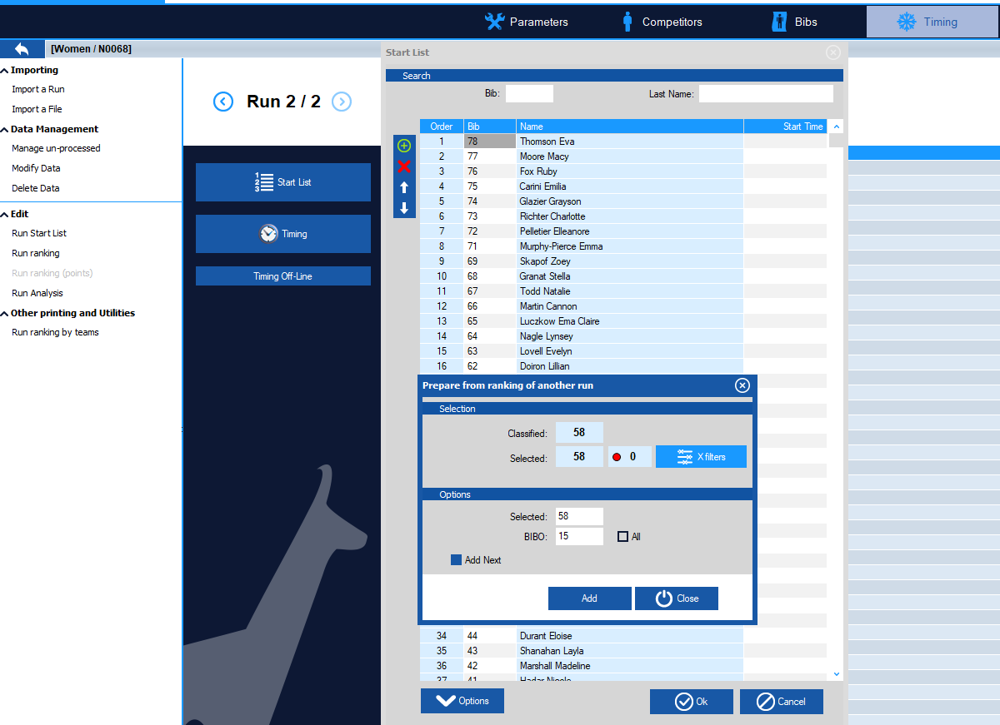 Parameters
Competitors
Bibs
Timing
[Women / N0068]
Importing
Import a Run
Import a File
Data Management
Manage un-processed
Modify Data
Delete Data
Edit
Run Start List
Run ranking
Run ranking (points)
Run Analysis
Other printing and Utilities
Run ranking by teams
Run 2 / 2
1 2 3 Start List
Timing
Timing Off-Line
Start List
Search
Bib: Last Name:
Order Bib Name Start Time
1 78 Thomson Eva
2 77 Moore Macy
3 76 Fox Ruby
4 75 Carini Emilia
5 74 Glazier Grayson
6 73 Richter Charlotte
7 72 Pelletier Elleanore
8 71 Murphy-Pierce Emma
9 69 Skapof Zoey
10 68 Granat Stella
11 67 Todd Natalie
12 66 Martin Cannon
13 65 Luczkow Ema Claire
14 64 Nagle Lynsey
15 63 Lovell Evelyn
16 62 Doiron Lillian
Prepare from ranking of another run
Selection
Classified: 58
Selected: 58 0 X filters
Options
Selected: 58
BIBO: 15 All
Add Next
Add Close
34 44 Durant Eloise
35 43 Shanahan Layla
36 42 Marshall Madeline
37 41 Hadar Nicole
Options Ok Cancel